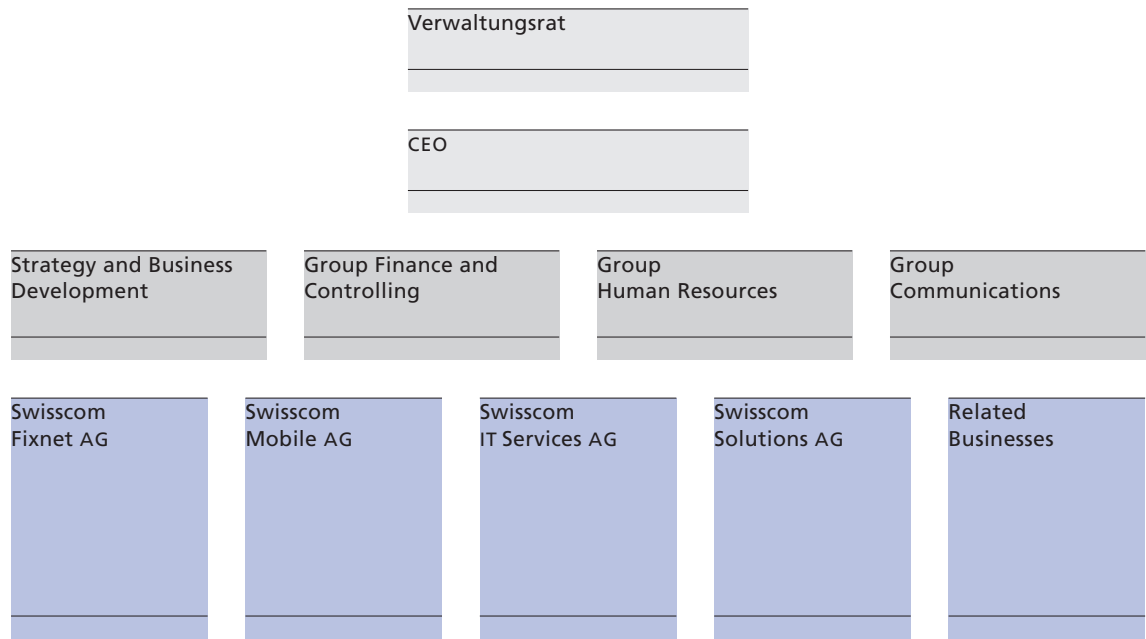 Verwaltungsrat
CEO
Strategy and Business
Development
Group Finance and
Controlling
Group
Human Resources
Group
Communications
Swisscom
Fixnet AG
Swisscom
Mobile AG
Swisscom
IT Services AG
Swisscom
Solutions AG
Related
Businesses